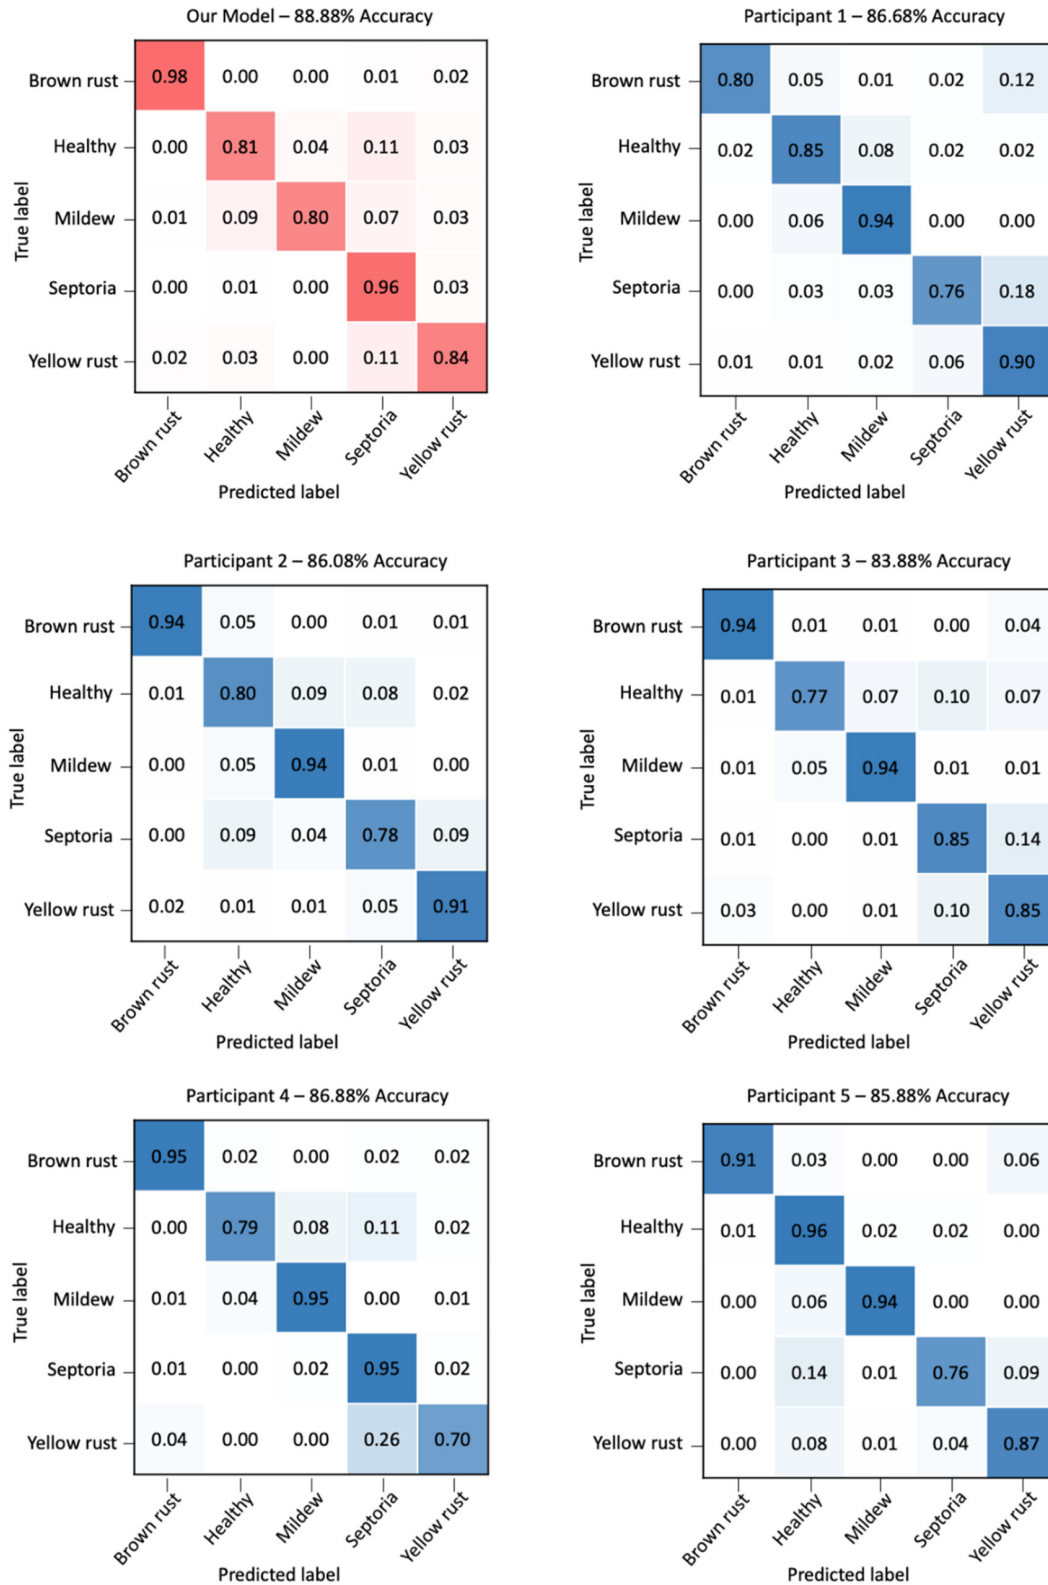 Our Model – 88.88% Accuracy
True label
Brown rust 0.98 0.00 0.00 0.01 0.02
Healthy 0.00 0.81 0.04 0.11 0.03
Mildew 0.01 0.09 0.80 0.07 0.03
Septoria 0.00 0.01 0.00 0.96 0.03
Yellow rust 0.02 0.03 0.00 0.11 0.84
Brown rust Healthy Mildew Septoria Yellow rust
Predicted label
Participant 1 – 86.68% Accuracy
True label
Brown rust 0.80 0.05 0.01 0.02 0.12
Healthy 0.02 0.85 0.08 0.02 0.02
Mildew 0.00 0.06 0.94 0.00 0.00
Septoria 0.00 0.03 0.03 0.76 0.18
Yellow rust 0.01 0.01 0.02 0.06 0.90
Brown rust Healthy Mildew Septoria Yellow rust
Predicted label
Participant 2 – 86.08% Accuracy
True label
Brown rust 0.94 0.05 0.00 0.01 0.01
Healthy 0.01 0.80 0.09 0.08 0.02
Mildew 0.00 0.05 0.94 0.01 0.00
Septoria 0.00 0.09 0.04 0.78 0.09
Yellow rust 0.02 0.01 0.01 0.05 0.91
Brown rust Healthy Mildew Septoria Yellow rust
Predicted label
Participant 3 – 83.88% Accuracy
True label
Brown rust 0.94 0.01 0.01 0.00 0.04
Healthy 0.01 0.77 0.07 0.10 0.07
Mildew 0.01 0.05 0.94 0.01 0.01
Septoria 0.01 0.00 0.01 0.85 0.14
Yellow rust 0.03 0.00 0.01 0.10 0.85
Brown rust Healthy Mildew Septoria Yellow rust
Predicted label
Participant 4 – 86.88% Accuracy
True label
Brown rust 0.95 0.02 0.00 0.02 0.02
Healthy 0.00 0.79 0.08 0.11 0.02
Mildew 0.01 0.04 0.95 0.00 0.01
Septoria 0.01 0.00 0.02 0.95 0.02
Yellow rust 0.04 0.00 0.00 0.26 0.70
Brown rust Healthy Mildew Septoria Yellow rust
Predicted label
Participant 5 – 85.88% Accuracy
True label
Brown rust 0.91 0.03 0.00 0.00 0.06
Healthy 0.01 0.96 0.02 0.02 0.00
Mildew 0.00 0.06 0.94 0.00 0.00
Septoria 0.00 0.14 0.01 0.76 0.09
Yellow rust 0.00 0.08 0.01 0.04 0.87
Brown rust Healthy Mildew Septoria Yellow rust
Predicted label